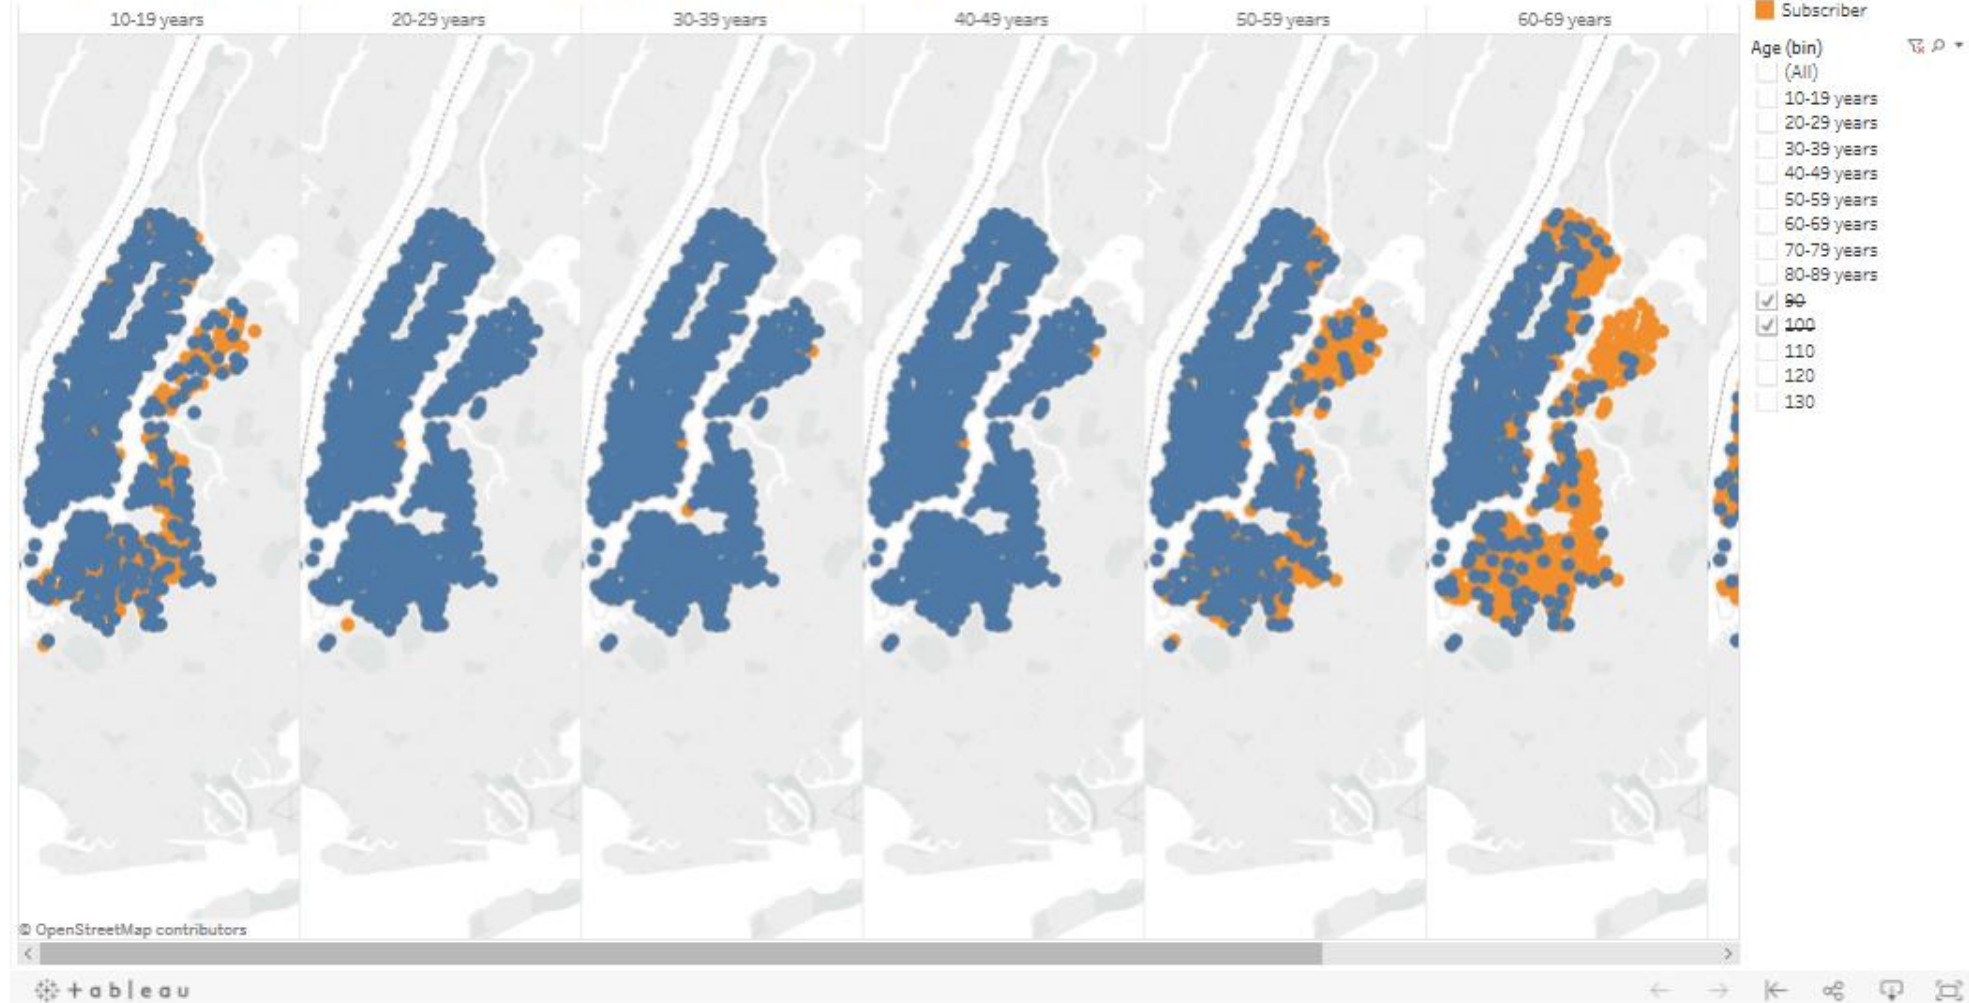 10-19 years
20-29 years
30-39 years
40-49 years
50-59 years
60-69 years
Subscriber
Age (bin)
(All)
10-19 years
20-29 years
30-39 years
40-49 years
50-59 years
60-69 years
70-79 years
80-89 years
90
100
110
120
130
© OpenStreetMap contributors
+ a b | e a u